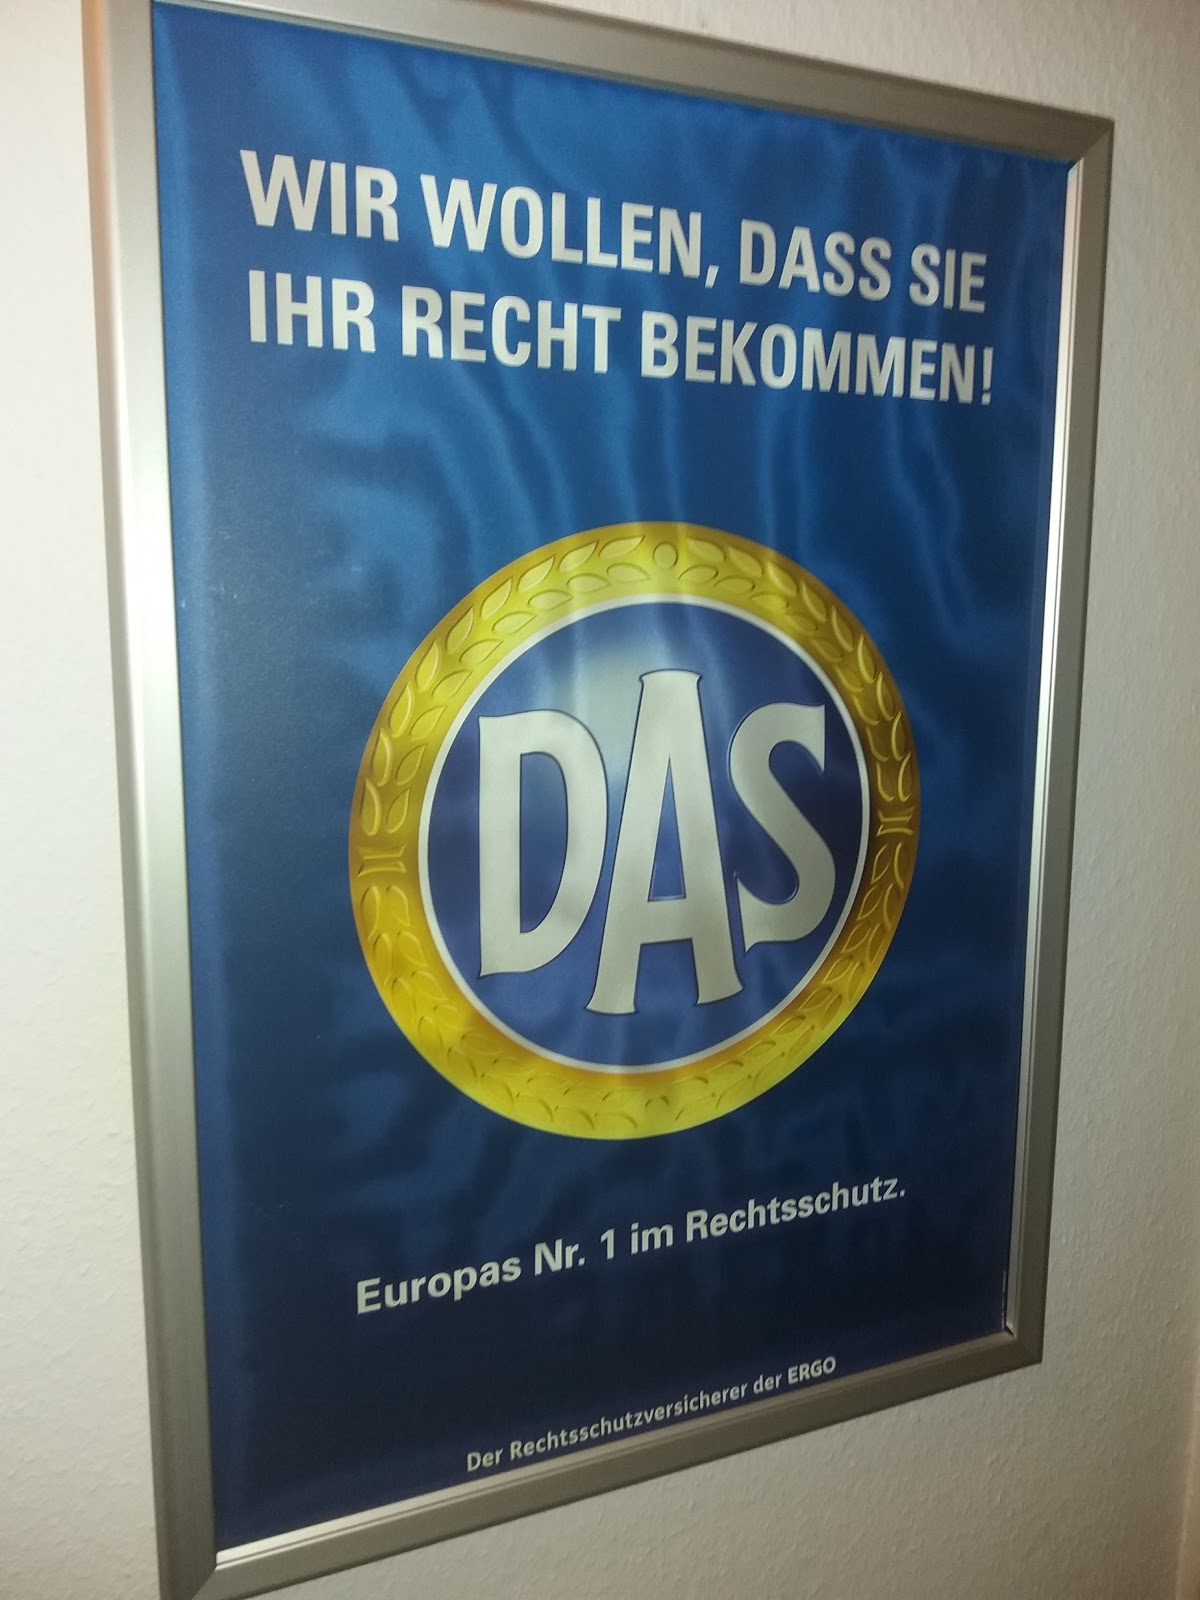 WIR WOLLEN, DASS SIE
IHR RECHT BEKOMMEN!
DAS
Europas Nr. 1 im Rechtsschutz.
Der Rechtsschutzversicherer der ERGO